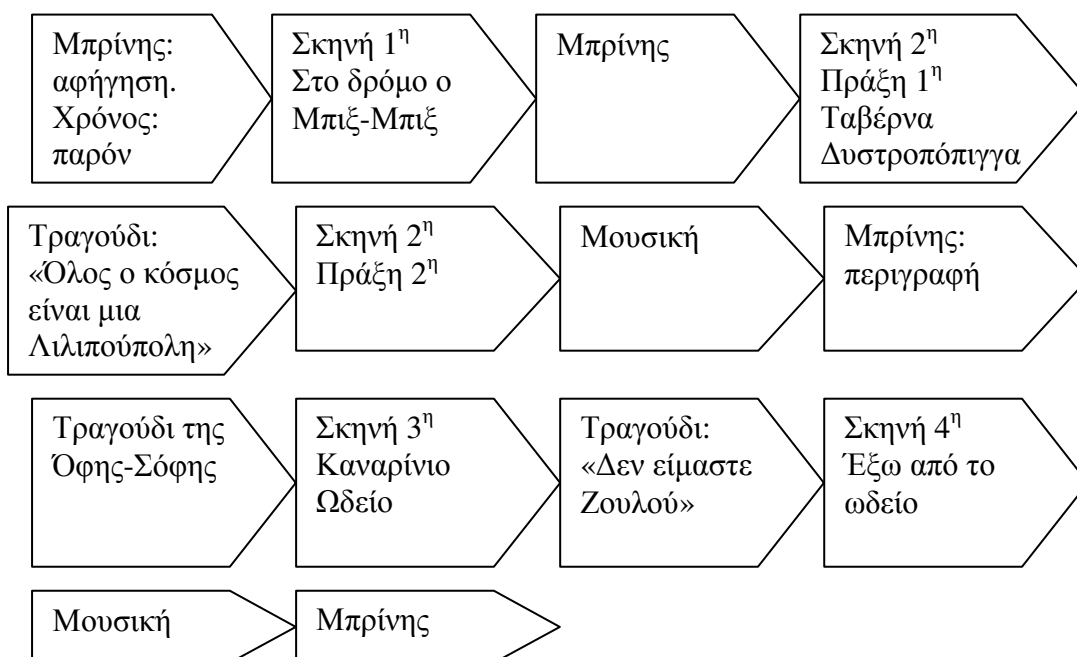 Μπρίνης:
αφήγηση.
Χρόνος:
παρόν
Σκηνή 1η
Στο δρόμο ο
Μπιξ-Μπιξ
Μπρίνης
Σκηνή 2η
Πράξη 1η
Ταβέρνα
Δυστροπόπιγγα
Τραγούδι:
«Όλος ο κόσμος
είναι μια
Λιλιπούπολη»
Σκηνή 2η
Πράξη 2η
Μουσική
Μπρίνης:
περιγραφή
Τραγούδι της
Όφης-Σόφης
Σκηνή 3η
Καναρίνιο
Ωδείο
Τραγούδι:
«Δεν είμαστε
Ζουλού»
Σκηνή 4η
Έξω από το
ωδείο
Μουσική
Μπρίνης